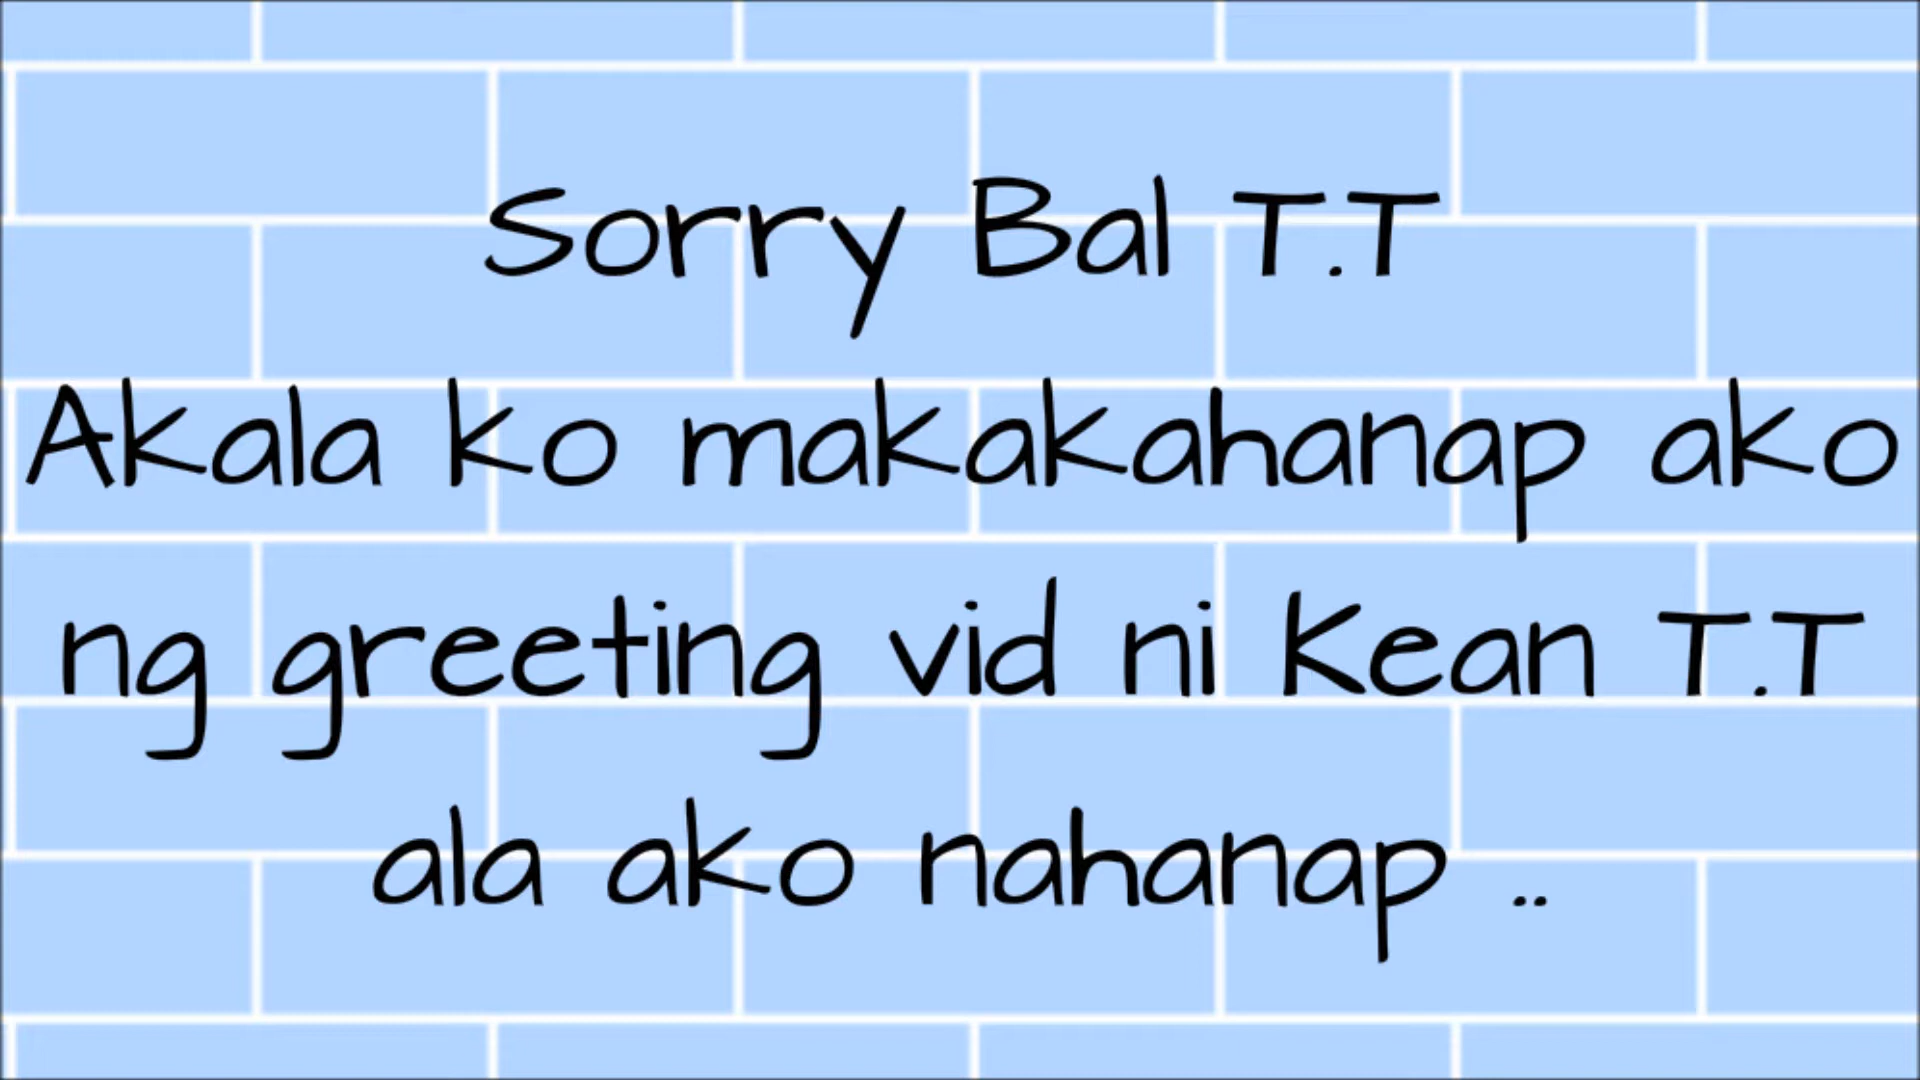 Sorry Bal T.T
Akala ko makakahanap ako
ng greeting vid ni Kean T.T
ala ako nahanap ..